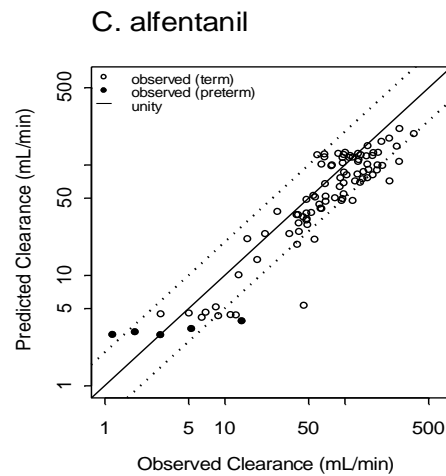 C. alfentanil
observed (term)
observed (preterm)
unity
Predicted Clearance (mL/min)
500
50
10
5
1
1
5
10
50
500
Observed Clearance (mL/min)